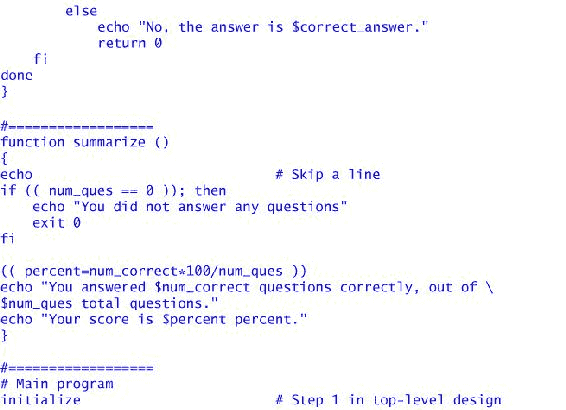 else
            echo "No, the answer is $correct_answer."
            return 0
    fi
done
}

#==================
function summarize ()
{
echo                              # Skip a line
if (( num_ques == 0 )); then
    echo "You did not answer any questions"
    exit 0
fi

(( percent=num_correct*100/num_ques ))
echo "You answered $num_correct questions correctly, out of \
$num_ques total questions."
echo "Your score is $percent percent."
}

#==================
# Main program
initialize                        # Step 1 in top-level design